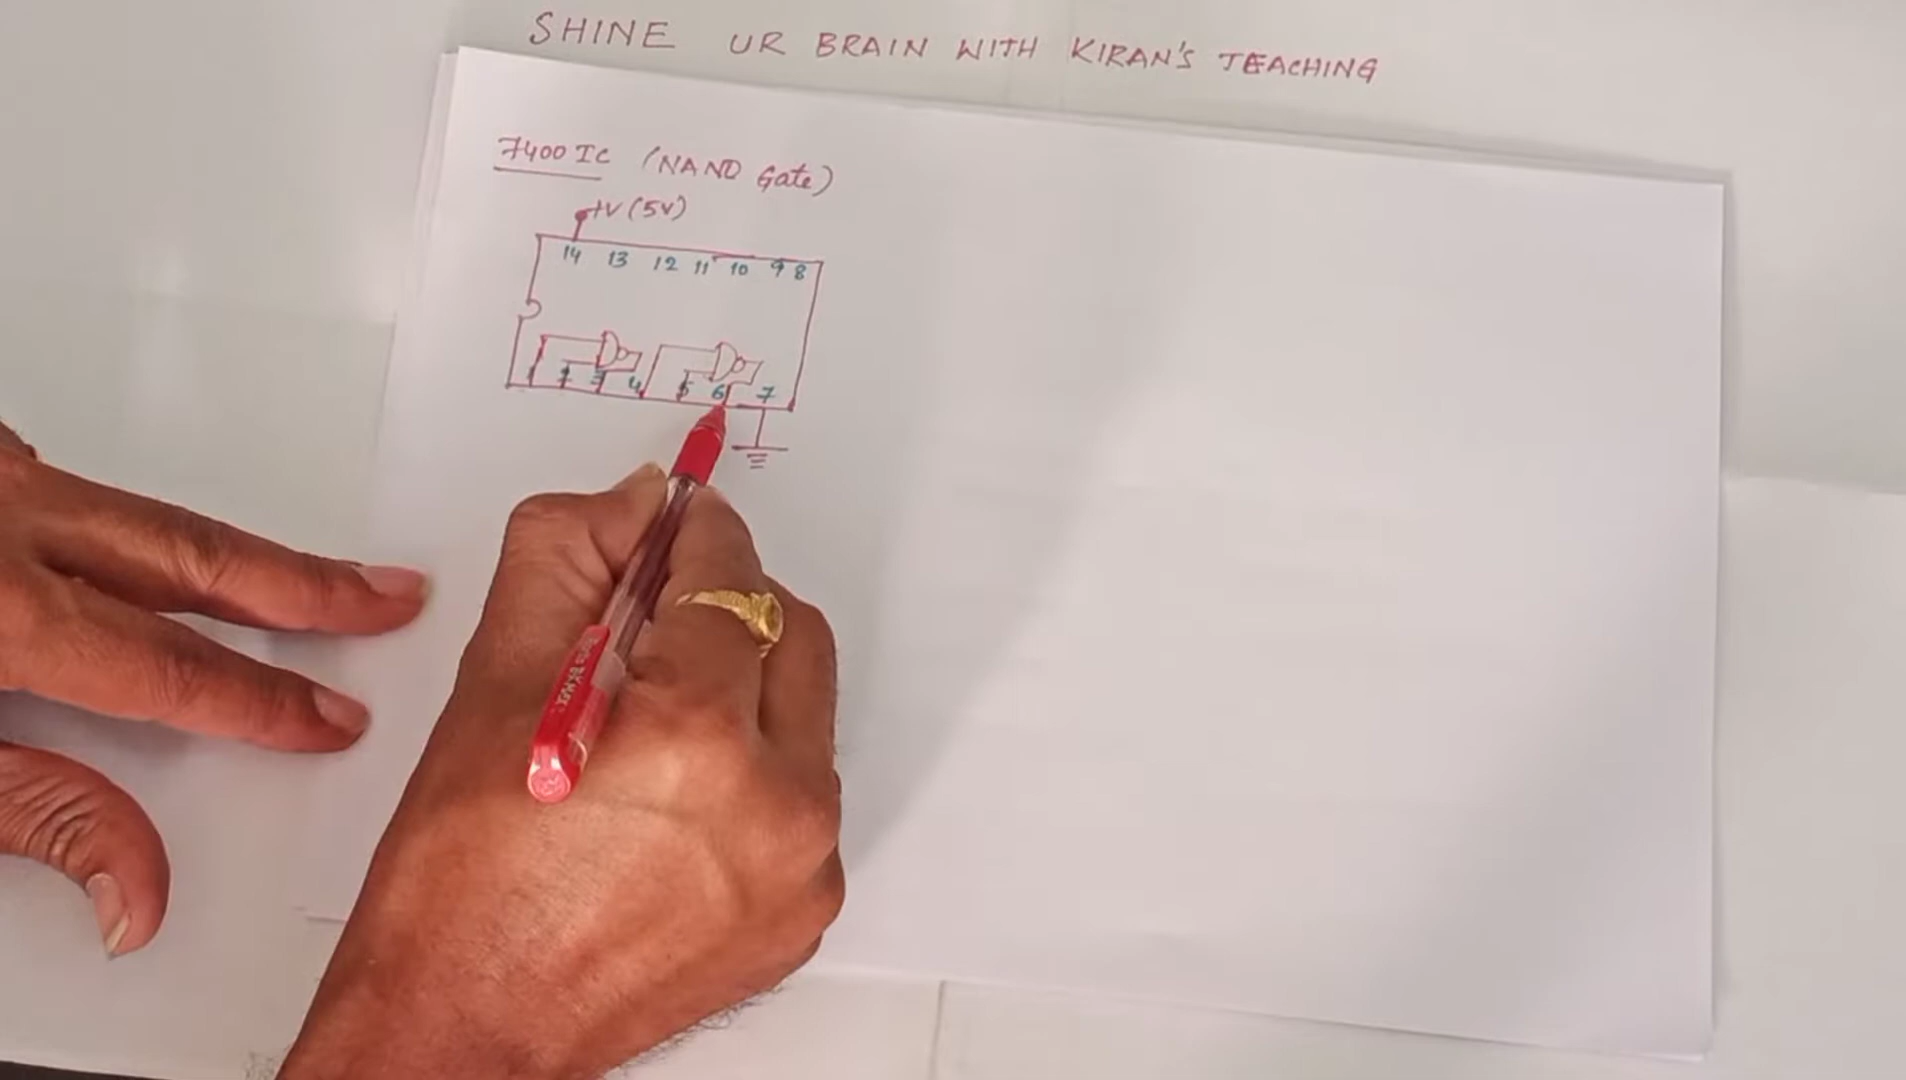 SHINE UR BRAIN WITH KIRAN'S TEACHING
7400 IC (NAND Gate)
+V (5V)
14 13 12 11 10 9 8
1 2 3 4 5 6 7